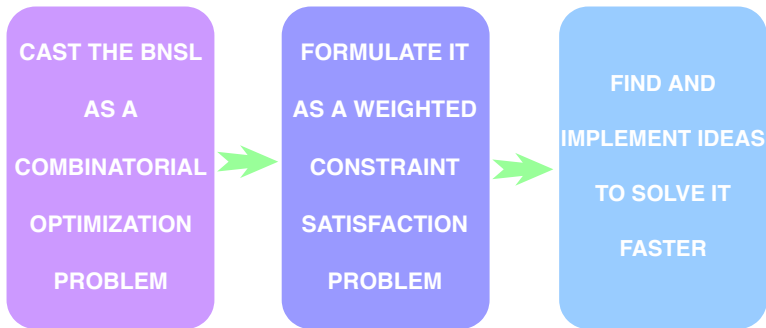 CAST THE BNSL
AS A
COMBINATORIAL
OPTIMIZATION
PROBLEM
FORMULATE IT
AS A WEIGHTED
CONSTRAINT
SATISFACTION
PROBLEM
FIND AND
IMPLEMENT IDEAS
TO SOLVE IT
FASTER